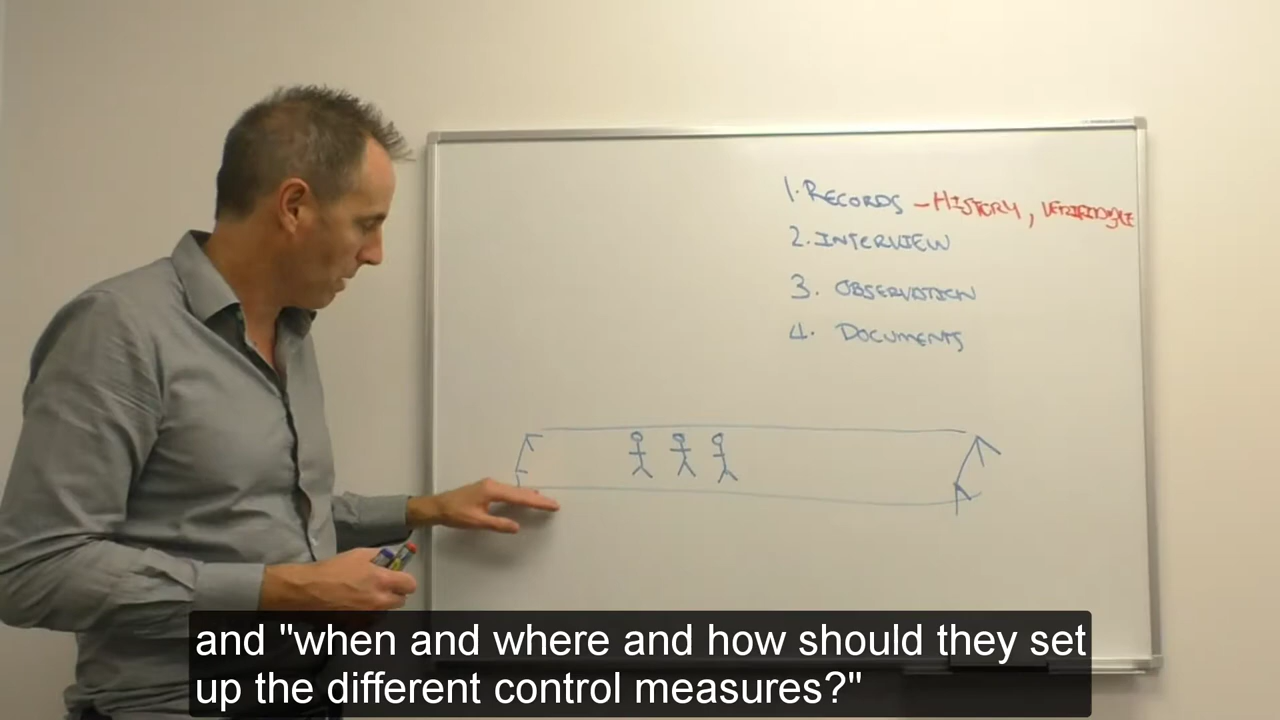 1. RECORDS - HISTORY, VERIFIABLE
2. INTERVIEW
3. OBSERVATION
4. DOCUMENTS
and "when and where and how should they set
up the different control measures?"